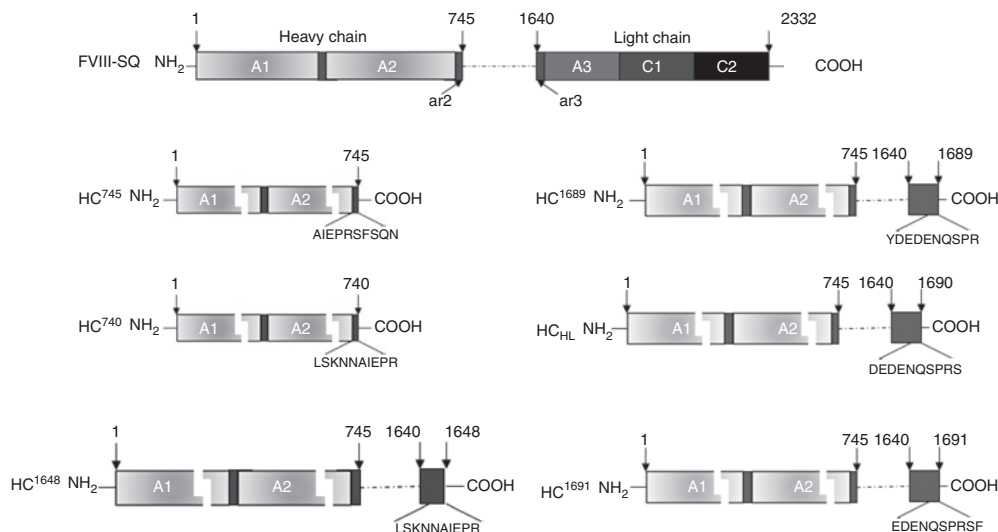 1 745 1640 2332
Heavy chain Light chain
FVIII-SQ NH2 A1 A2 A3 C1 C2 COOH
ar2 ar3
1 745
HC745 NH2 A1 A2 COOH
AIEPRSFSQN
1 745 1640 1689
HC1689 NH2 A1 A2 COOH
YDEDENQSPR
1 740
HC740 NH2 A1 A2 COOH
LSKNNAIEPR
1 745 1640 1690
HCHL NH2 A1 A2 COOH
DEDENQSPRS
1 745 1640 1648
HC1648 NH2 A1 A2 COOH
LSKNNAIEPR
1 745 1640 1691
HC1691 NH2 A1 A2 COOH
EDENQSPRSF